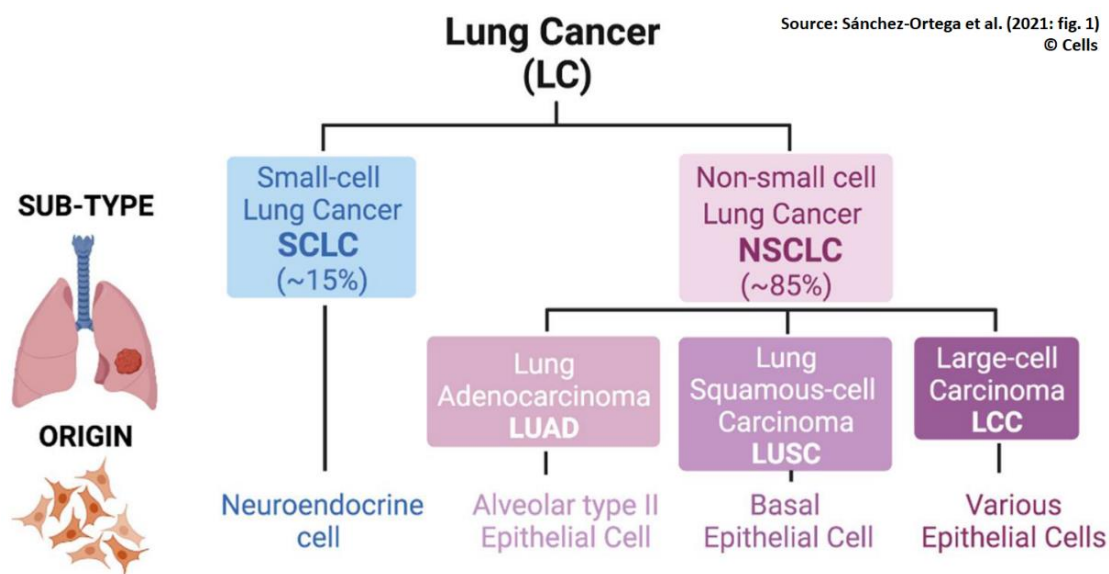 Lung Cancer
(LC)
Source: Sánchez-Ortega et al. (2021: fig. 1)
© Cells
SUB-TYPE
Small-cell
Lung Cancer
SCLC
(~15%)
Non-small cell
Lung Cancer
NSCLC
(~85%)
Lung
Adenocarcinoma
LUAD
Lung
Squamous-cell
Carcinoma
LUSC
Large-cell
Carcinoma
LCC
ORIGIN
Neuroendocrine
cell
Alveolar type II
Epithelial Cell
Basal
Epithelial Cell
Various
Epithelial Cells